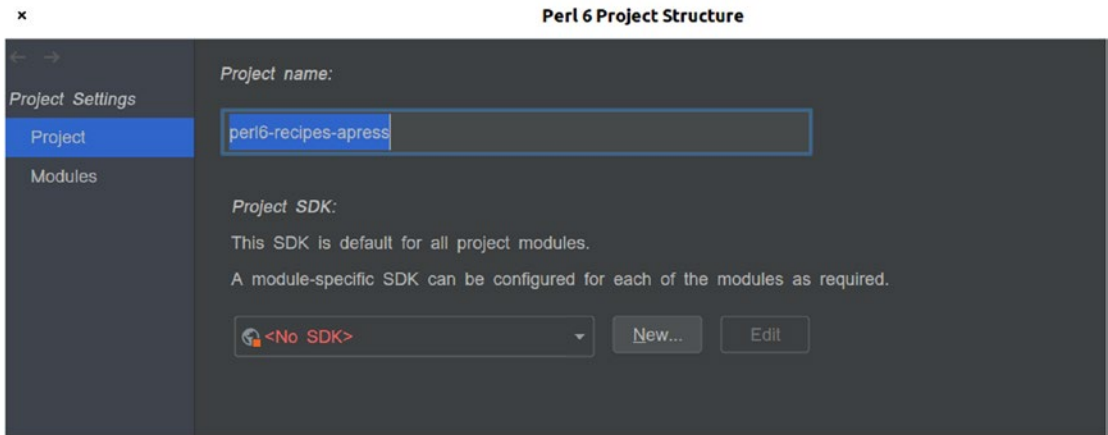 Perl 6 Project Structure
Project Settings
Project
Modules
Project name:
perl6-recipes-apress
Project SDK:
This SDK is default for all project modules.
A module-specific SDK can be configured for each of the modules as required.
<No SDK>
New...
Edit